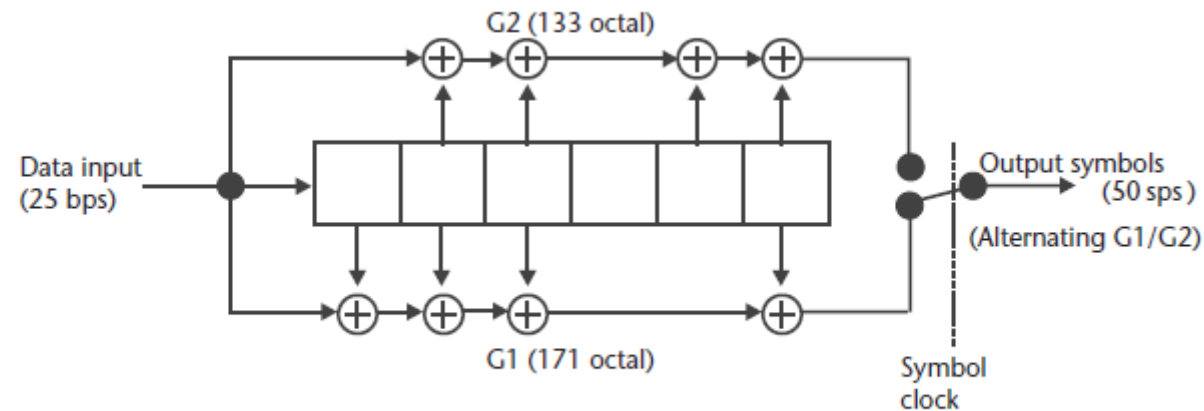 G2 (133 octal)
Data input
(25 bps)
Output symbols
(50 sps)
(Alternating G1/G2)
G1 (171 octal)
Symbol
clock